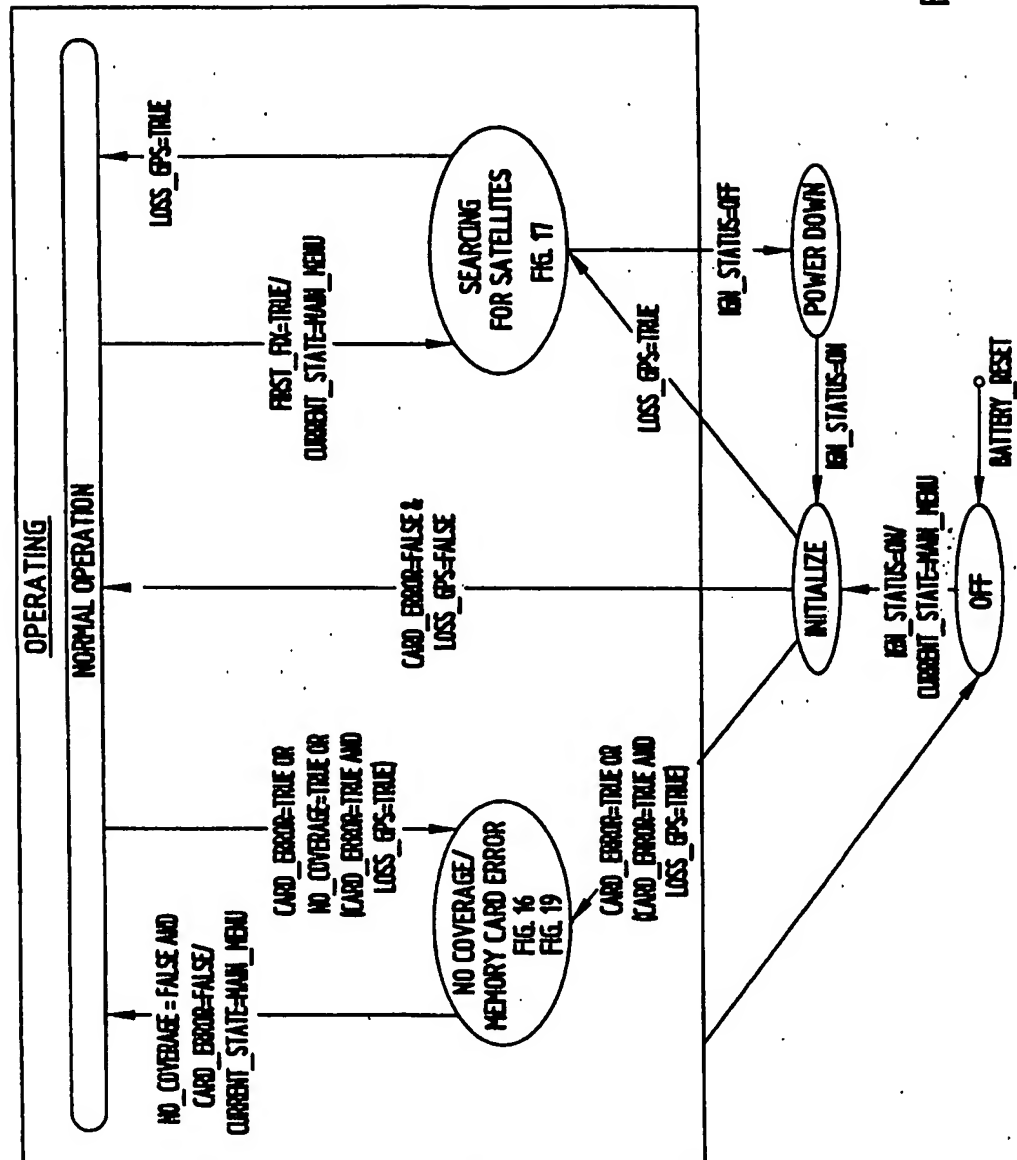 OPERATING
NORMAL OPERATION
NO_COVERAGE = FALSE AND
CARD_ERROR=FALSE/
CURRENT_STATE=MAIN_MENU
CARD_ERROR=TRUE OR
NO_COVERAGE=TRUE OR
(CARD_ERROR=TRUE AND
LOSS_GPS=TRUE)
CARD_ERROR=FALSE &
LOSS_GPS=FALSE
FIRST_FIX=TRUE/
CURRENT_STATE=MAIN_MENU
LOSS_GPS=TRUE
NO COVERAGE/
MEMORY CARD ERROR
FIG. 16
FIG. 19
SEARCING
FOR SATELLITES
FIG. 17
CARD_ERROR=TRUE OR
(CARD_ERROR=TRUE AND
LOSS_GPS=TRUE)
LOSS_GPS=TRUE
IGN_STATUS=OFF
INITIALIZE
IGN_STATUS=ON
POWER DOWN
IGN_STATUS=ON/
CURRENT_STATE=MAIN_MENU
OFF
BATTERY_RESET